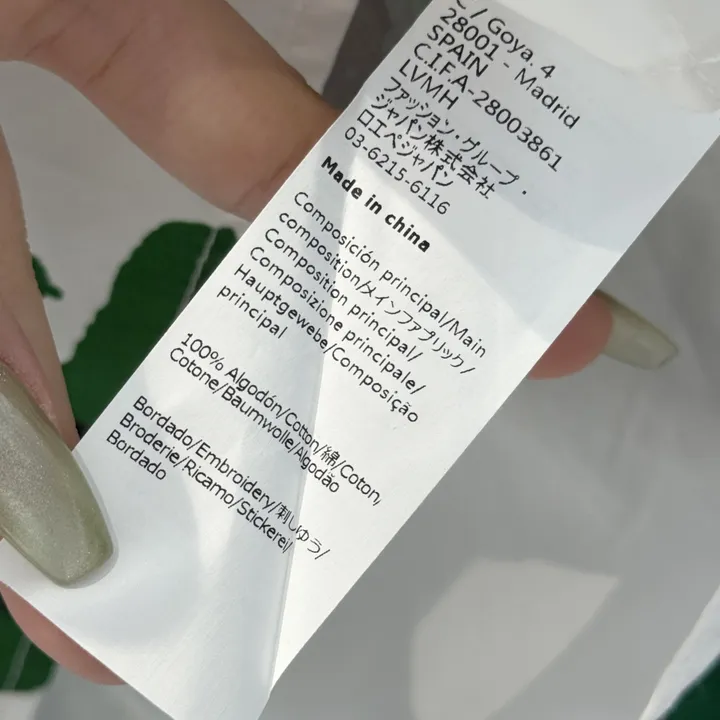 C/ Goya, 4
28001 - Madrid
SPAIN
C.I.F.A-28003861
LVMH
ファッション・グループ・
ジャパン株式会社
ロエベジャパン
03-6215-6116
Made in china
Composición principal/Main
composition/メインファブリック/
Composition principal/
Composizione principale/
Hauptgewebe/Composição
principal
100% Algodón/Cotton/綿/Coton,
Cotone/Baumwolle/Algodão
Bordado/Embroidery/刺しゅう/
Broderie/Ricamo/Stickerei/
Bordado